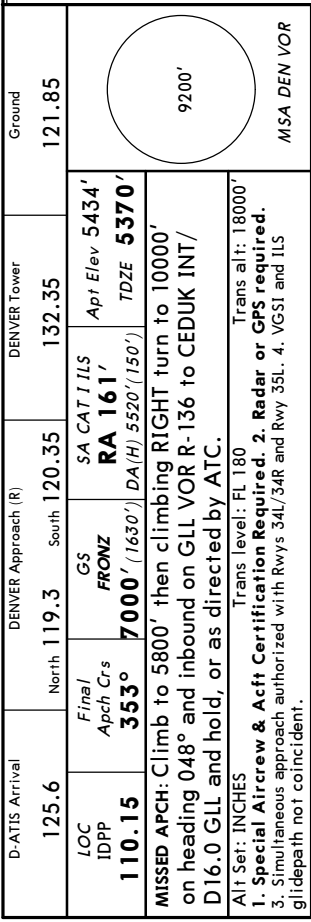 D-ATIS Arrival
125.6
DENVER Approach (R)
North 119.3 South 120.35
DENVER Tower
132.35
Ground
121.85
LOC
IDPP
110.15
Final
Apch Crs
353°
GS
FRONZ
7000' (1630')
SA CAT I ILS
RA 161'
DA(H) 5520' (150')
Apt Elev 5434'
TDZE 5370'
9200'
MSA DEN VOR
MISSED APCH: Climb to 5800' then climbing RIGHT turn to 10000'
on heading 048° and inbound on GLL VOR R-136 to CEDUK INT/
D16.0 GLL and hold, or as directed by ATC.
Alt Set: INCHES Trans level: FL 180 Trans alt: 18000'
1. Special Aircrew & Acft Certification Required. 2. Radar or GPS required.
3. Simultaneous approach authorized with Rwys 34L/34R and Rwy 35L. 4. VGSI and ILS
glidepath not coincident.